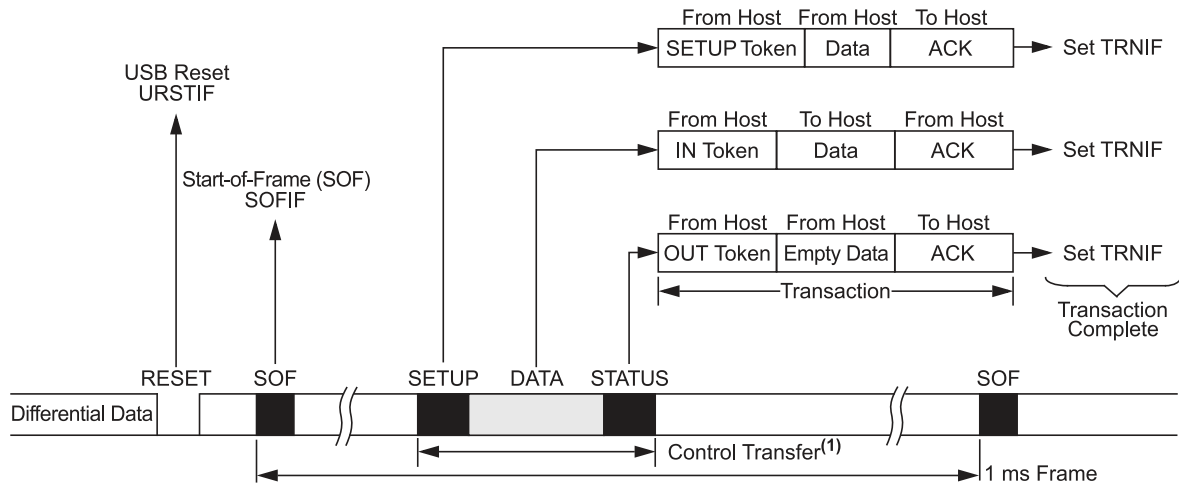 From Host From Host To Host
SETUP Token Data ACK Set TRNIF
USB Reset
URSTIF
From Host To Host From Host
IN Token Data ACK Set TRNIF
Start-of-Frame (SOF)
SOFIF
From Host From Host To Host
OUT Token Empty Data ACK Set TRNIF
Transaction
Transaction
Complete
RESET SOF SETUP DATA STATUS SOF
Differential Data
Control Transfer(1)
1 ms Frame